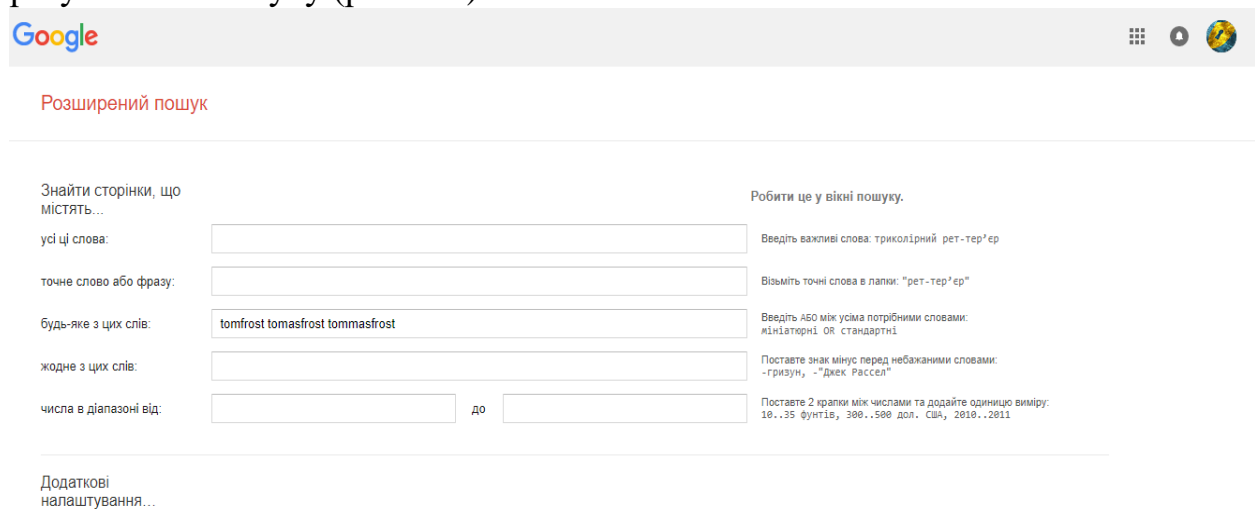 Google
Розширений пошук
Знайти сторінки, що
містять...
Робити це у вікні пошуку.
усі ці слова:
Введіть важливі слова: триколірний рет-тер'єр
точне слово або фразу:
Візьміть точні слова в лапки: "рет-тер'єр"
будь-яке з цих слів:
tomfrost tomasfrost tommasfrost
Введіть АБО між усіма потрібними словами:
мініатюрні OR стандартні
жодне з цих слів:
Поставте знак мінус перед небажаними словами:
-гризун, -"Джек Рассел"
числа в діапазоні від:
до
Поставте 2 крапки між числами та додайте одиницю виміру:
10..35 фунтів, 300..500 дол. США, 2010..2011
Додаткові
налаштування...